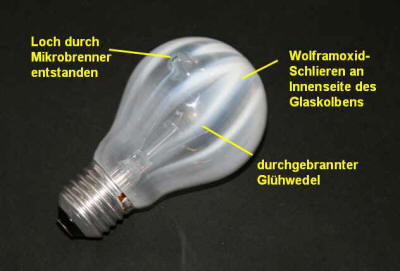 Loch durch
Mikrobrenner
entstanden
Wolframoxid-
Schlieren an
Innenseite des
Glaskolbens
durchgebrannter
Glühwedel